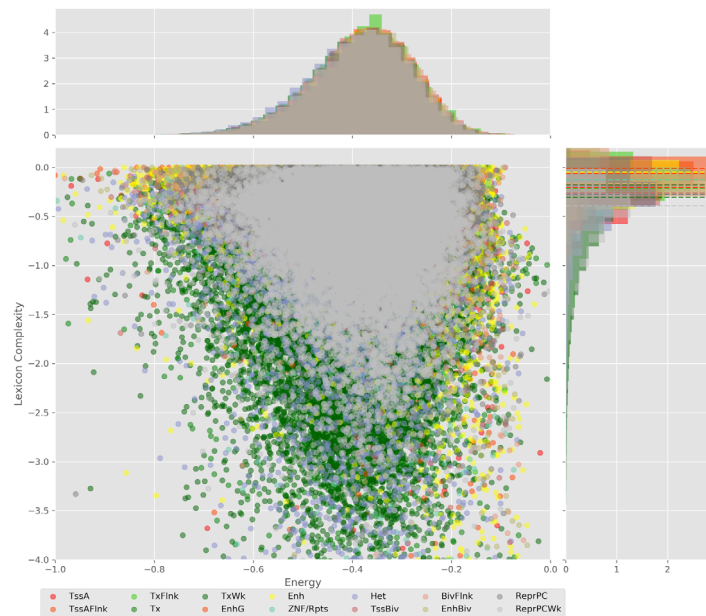 4
3
2
1
0
0.0
−0.5
−1.0
−1.5
−2.0
−2.5
−3.0
−3.5
−4.0
Lexicon Complexity
−1.0 −0.8 −0.6 −0.4 −0.2 0.0
Energy
0 1 2
TssA TxFlnk TxWk Enh Het BivFlnk ReprPC
TssAFlnk Tx EnhG ZNF/Rpts TssBiv EnhBiv ReprPCWk